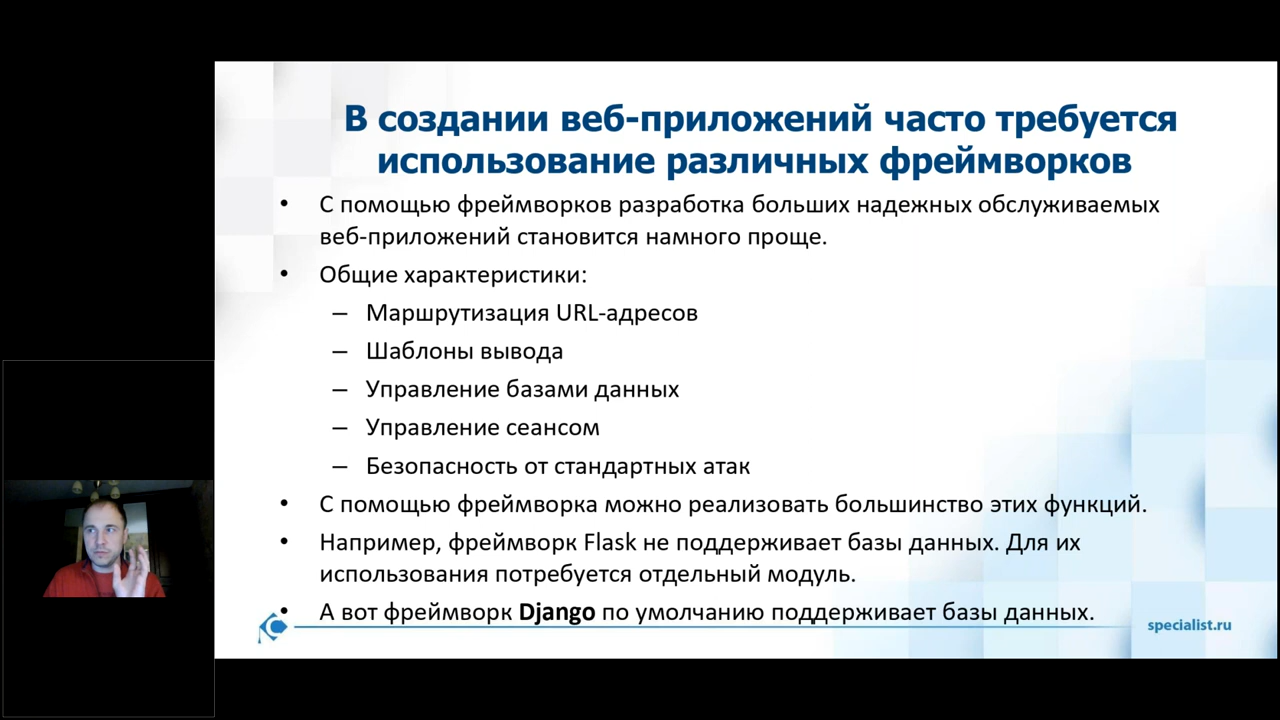 В создании веб-приложений часто требуется
использование различных фреймворков
• С помощью фреймворков разработка больших надежных обслуживаемых
веб-приложений становится намного проще.
• Общие характеристики:
– Маршрутизация URL-адресов
– Шаблоны вывода
– Управление базами данных
– Управление сеансом
– Безопасность от стандартных атак
• С помощью фреймворка можно реализовать большинство этих функций.
• Например, фреймворк Flask не поддерживает базы данных. Для их
использования потребуется отдельный модуль.
• А вот фреймворк Django по умолчанию поддерживает базы данных.
specialist.ru